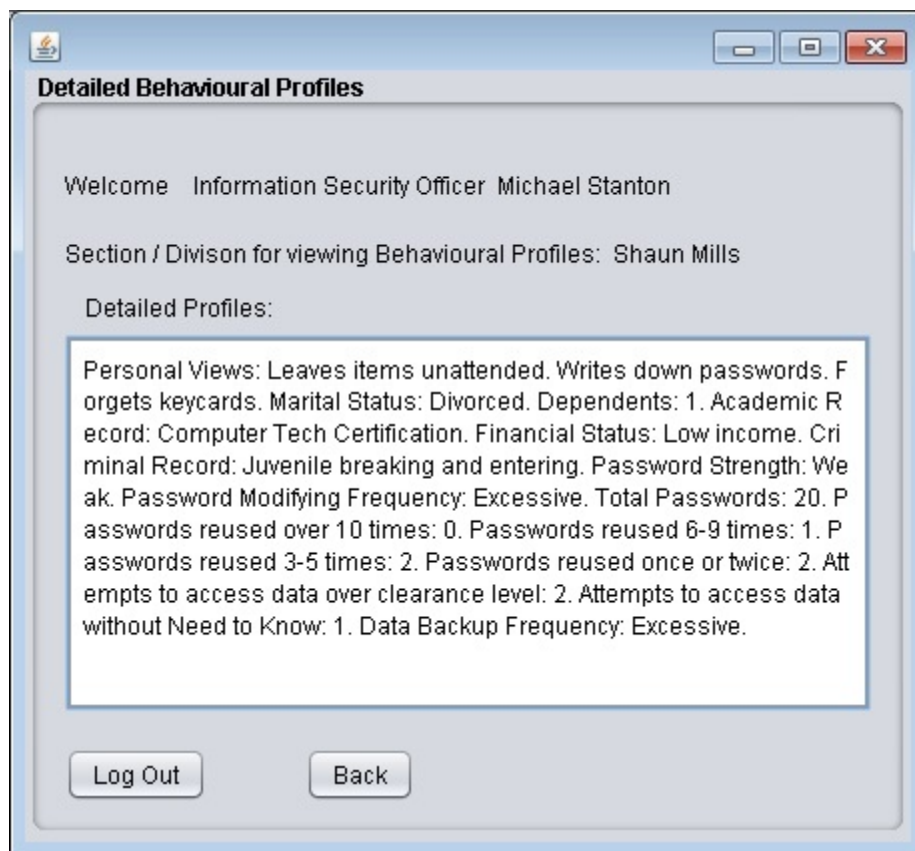 Detailed Behavioural Profiles
Welcome Information Security Officer Michael Stanton
Section / Divison for viewing Behavioural Profiles: Shaun Mills
Detailed Profiles:
Personal Views: Leaves items unattended. Writes down passwords. F
orgets keycards. Marital Status: Divorced. Dependents: 1. Academic R
ecord: Computer Tech Certification. Financial Status: Low income. Cri
minal Record: Juvenile breaking and entering. Password Strength: We
ak. Password Modifying Frequency: Excessive. Total Passwords: 20. P
asswords reused over 10 times: 0. Passwords reused 6-9 times: 1. P
asswords reused 3-5 times: 2. Passwords reused once or twice: 2. Att
empts to access data over clearance level: 2. Attempts to access data
without Need to Know: 1. Data Backup Frequency: Excessive.
Log Out Back